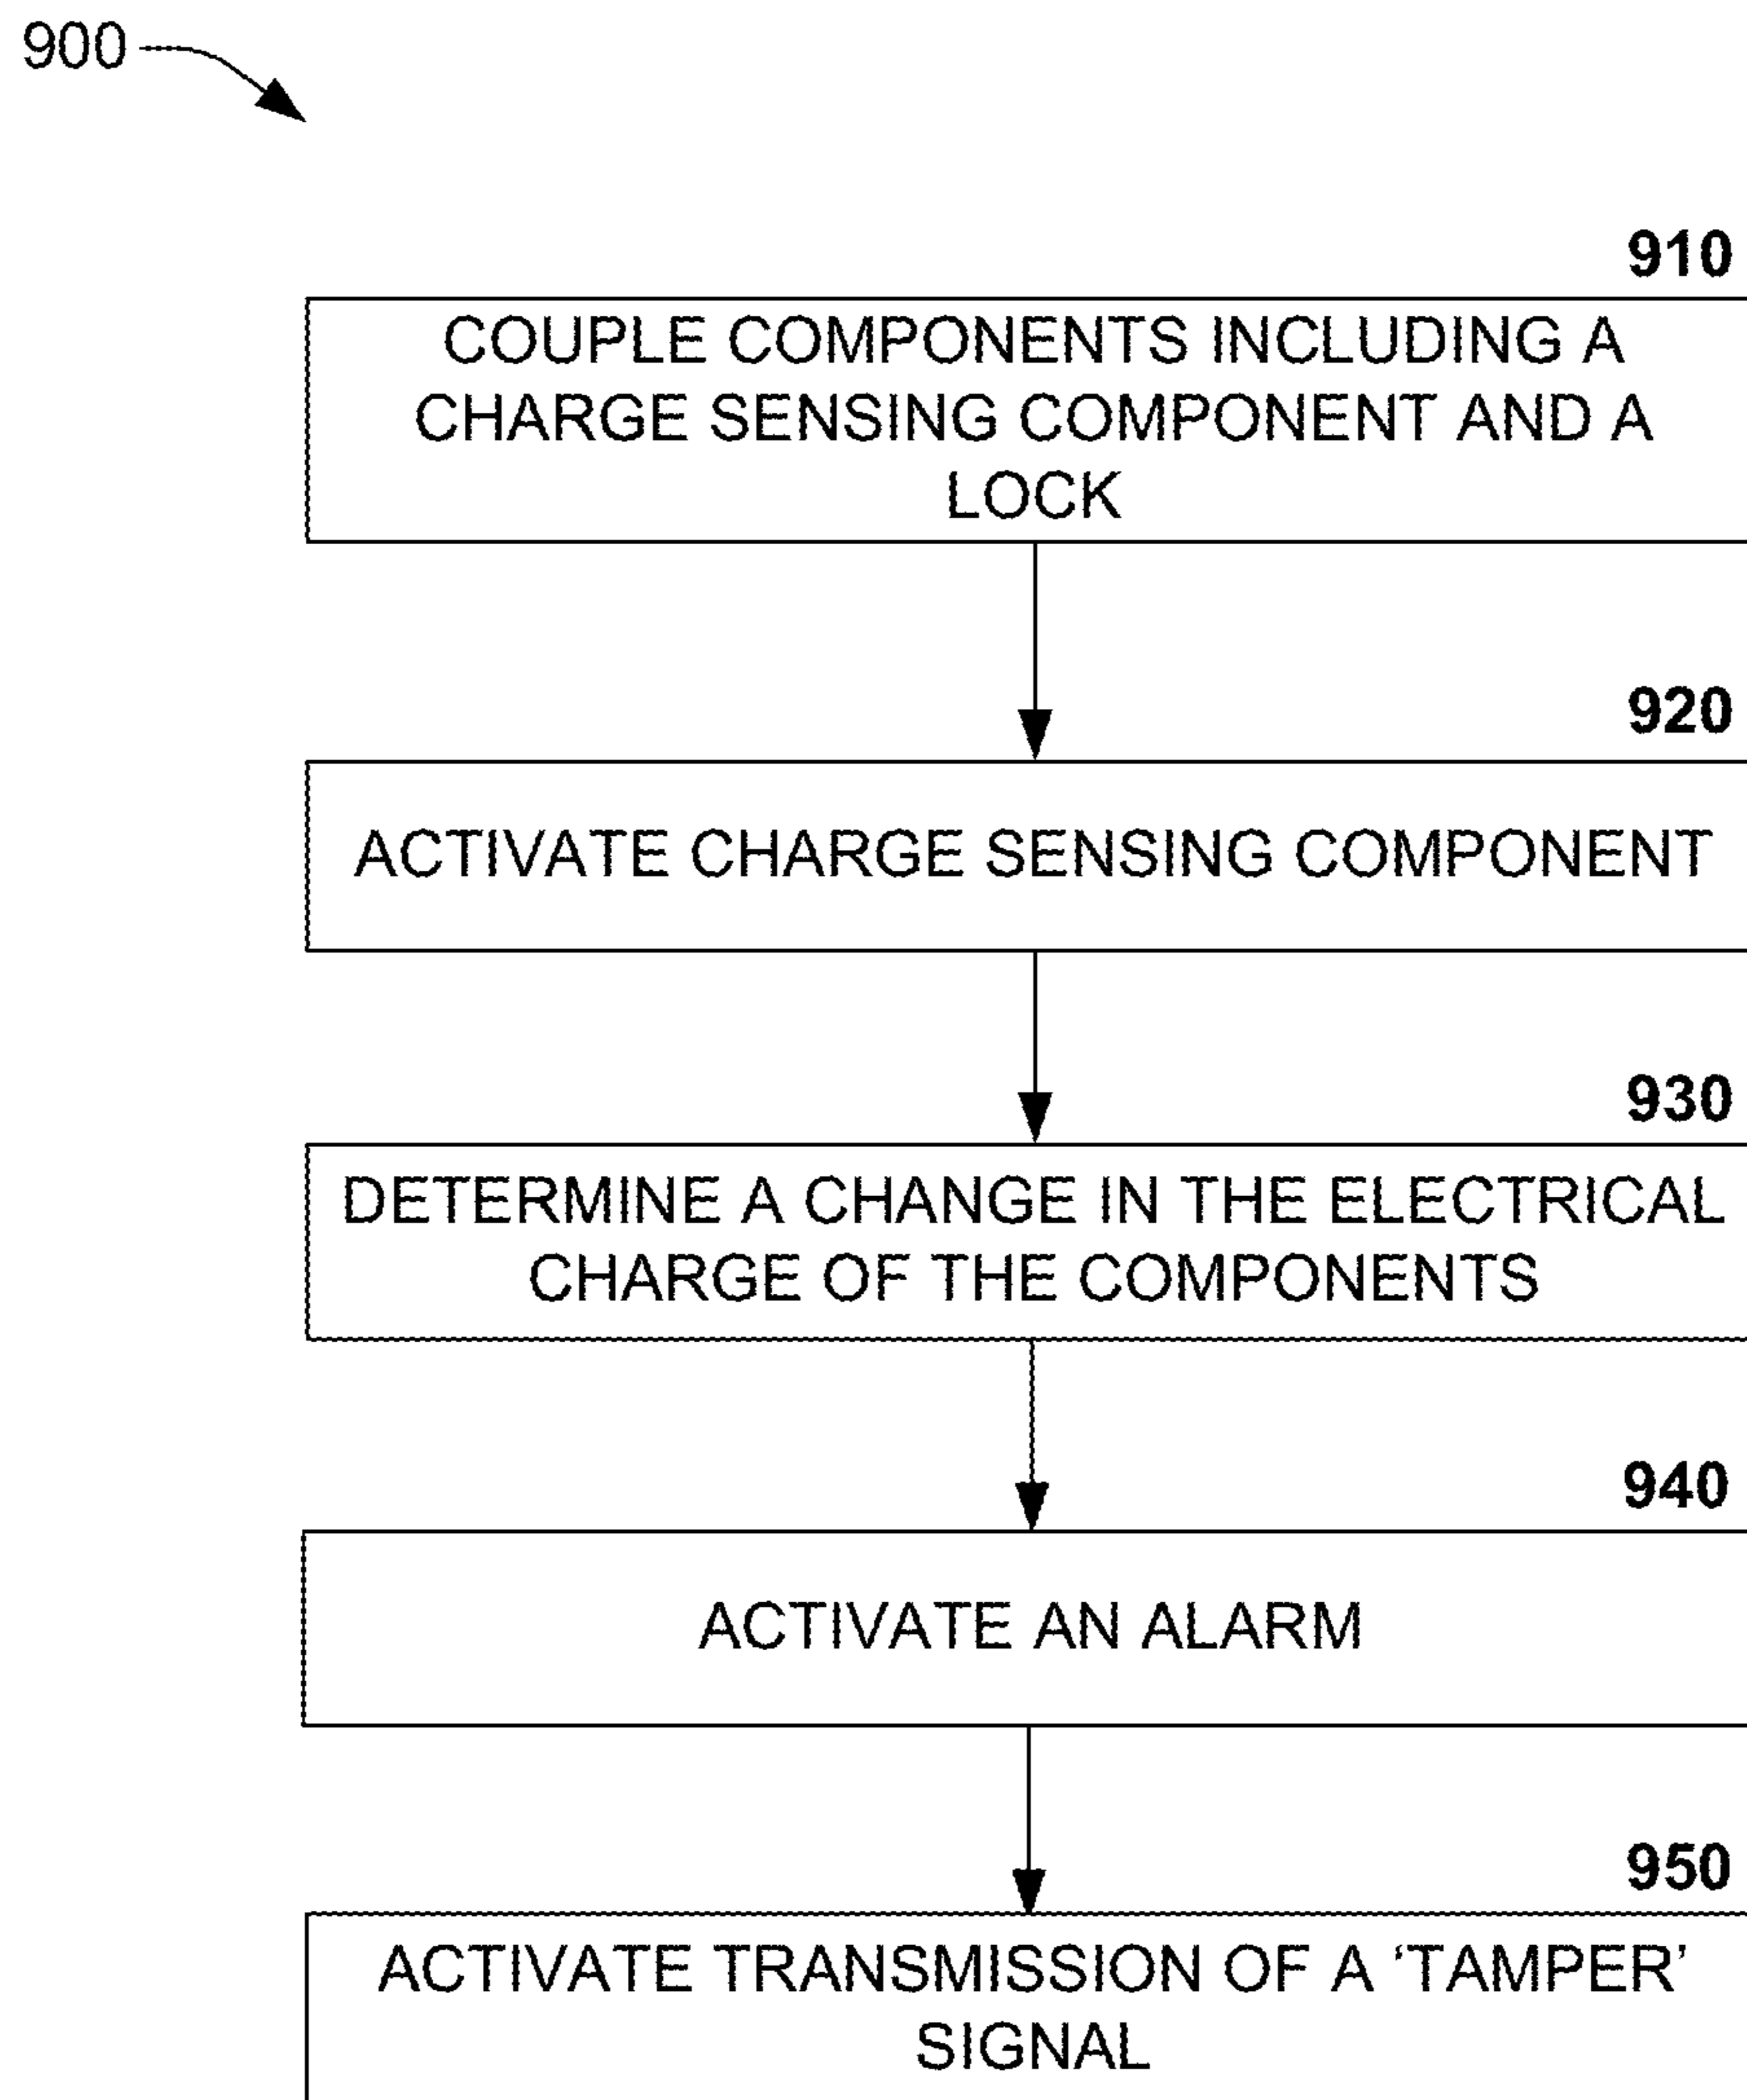 900
910
COUPLE COMPONENTS INCLUDING A
CHARGE SENSING COMPONENT AND A
LOCK
920
ACTIVATE CHARGE SENSING COMPONENT
930
DETERMINE A CHANGE IN THE ELECTRICAL
CHARGE OF THE COMPONENTS
940
ACTIVATE AN ALARM
950
ACTIVATE TRANSMISSION OF A ‘TAMPER’
SIGNAL